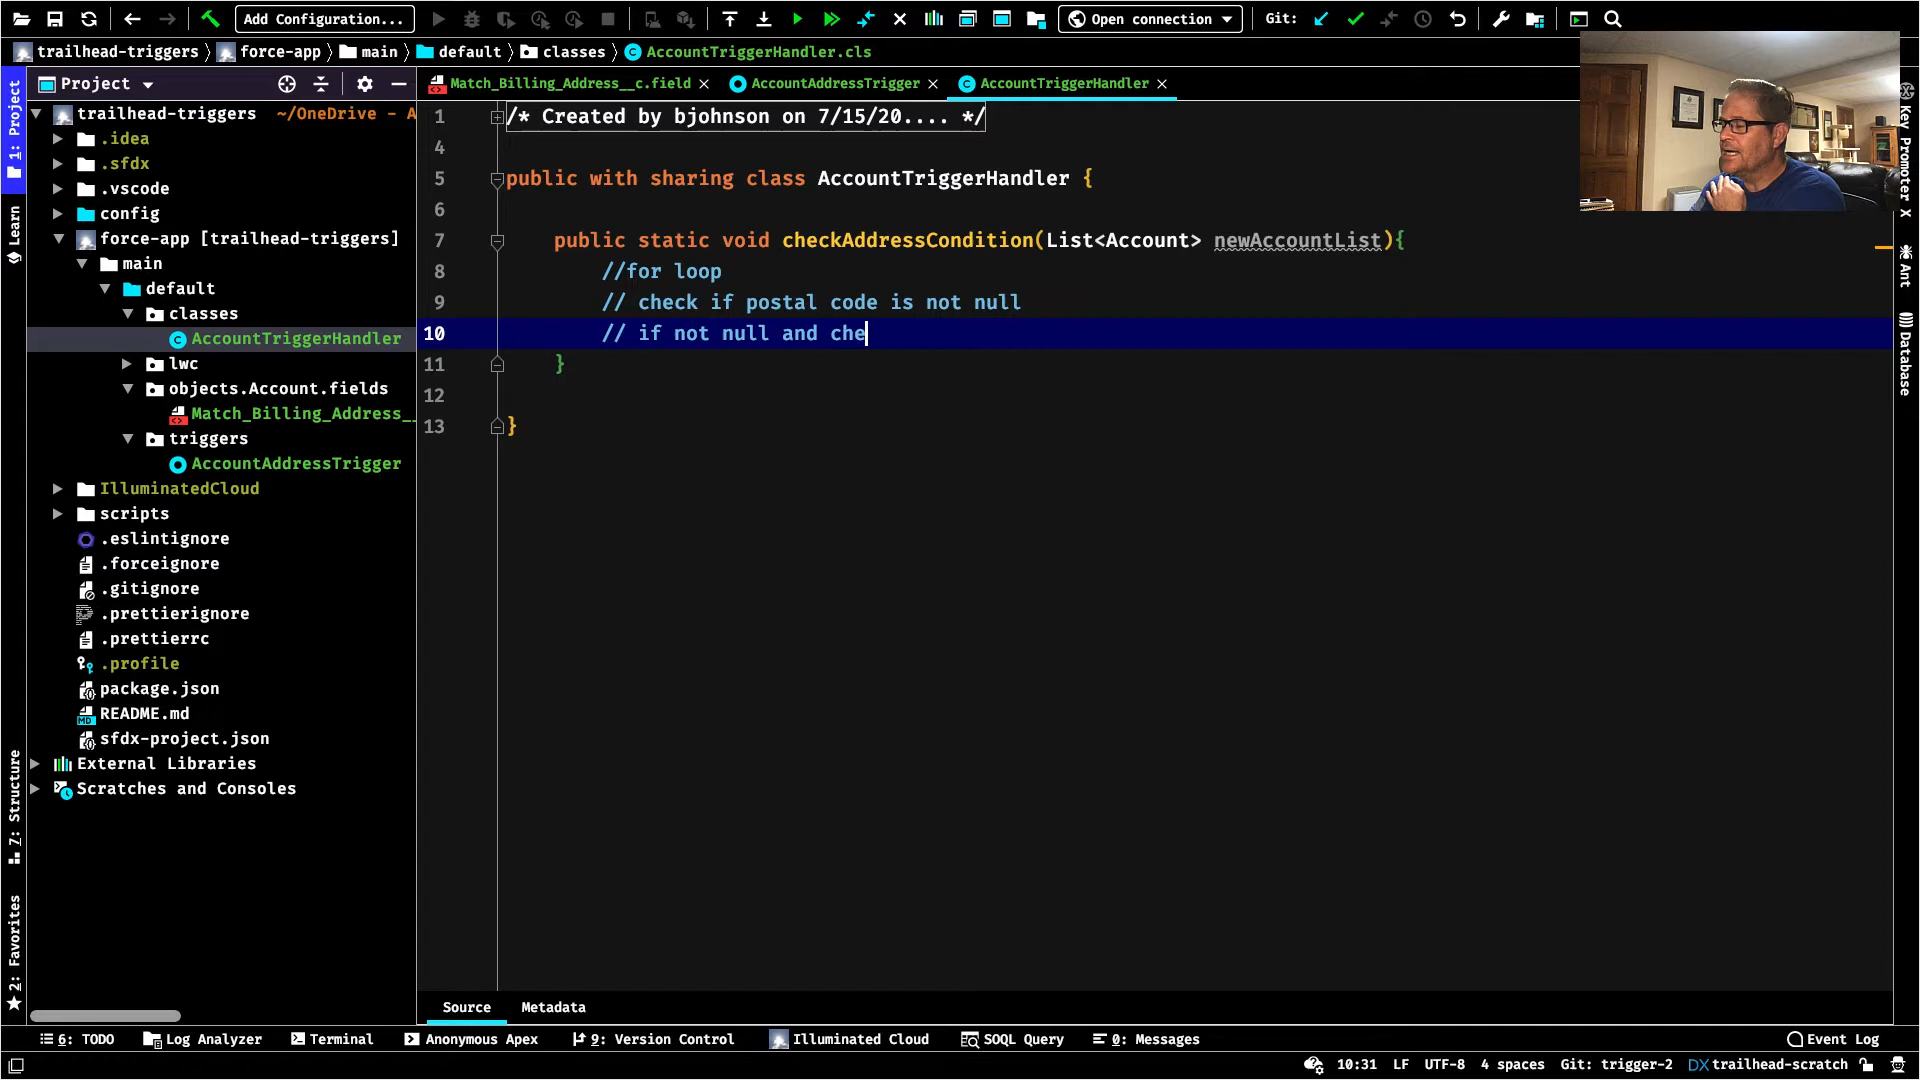 Add Configuration...
Open connection
Git:
trailhead-triggers
force-app
main
default
classes
AccountTriggerHandler.cls
Project
Match_Billing_Address__c.field
AccountAddressTrigger
AccountTriggerHandler
1: Project
Learn
7: Structure
2: Favorites
trailhead-triggers ~/OneDrive - A
.idea
.sfdx
.vscode
config
force-app [trailhead-triggers]
main
default
classes
AccountTriggerHandler
lwc
objects.Account.fields
Match_Billing_Address_
triggers
AccountAddressTrigger
IlluminatedCloud
scripts
.eslintignore
.forceignore
.gitignore
.prettierignore
.prettierrc
.profile
package.json
README.md
sfdx-project.json
External Libraries
Scratches and Consoles
1 /* Created by bjohnson on 7/15/20.... */
4
5 public with sharing class AccountTriggerHandler {
6
7 public static void checkAddressCondition(List<Account> newAccountList){
8 //for loop
9 // check if postal code is not null
10 // if not null and che
11 }
12
13 }
Key Promoter X
Ant
Database
Source
Metadata
6: TODO
Log Analyzer
Terminal
Anonymous Apex
9: Version Control
Illuminated Cloud
SOQL Query
0: Messages
Event Log
10:31
LF
UTF-8
4 spaces
Git: trigger-2
DX trailhead-scratch